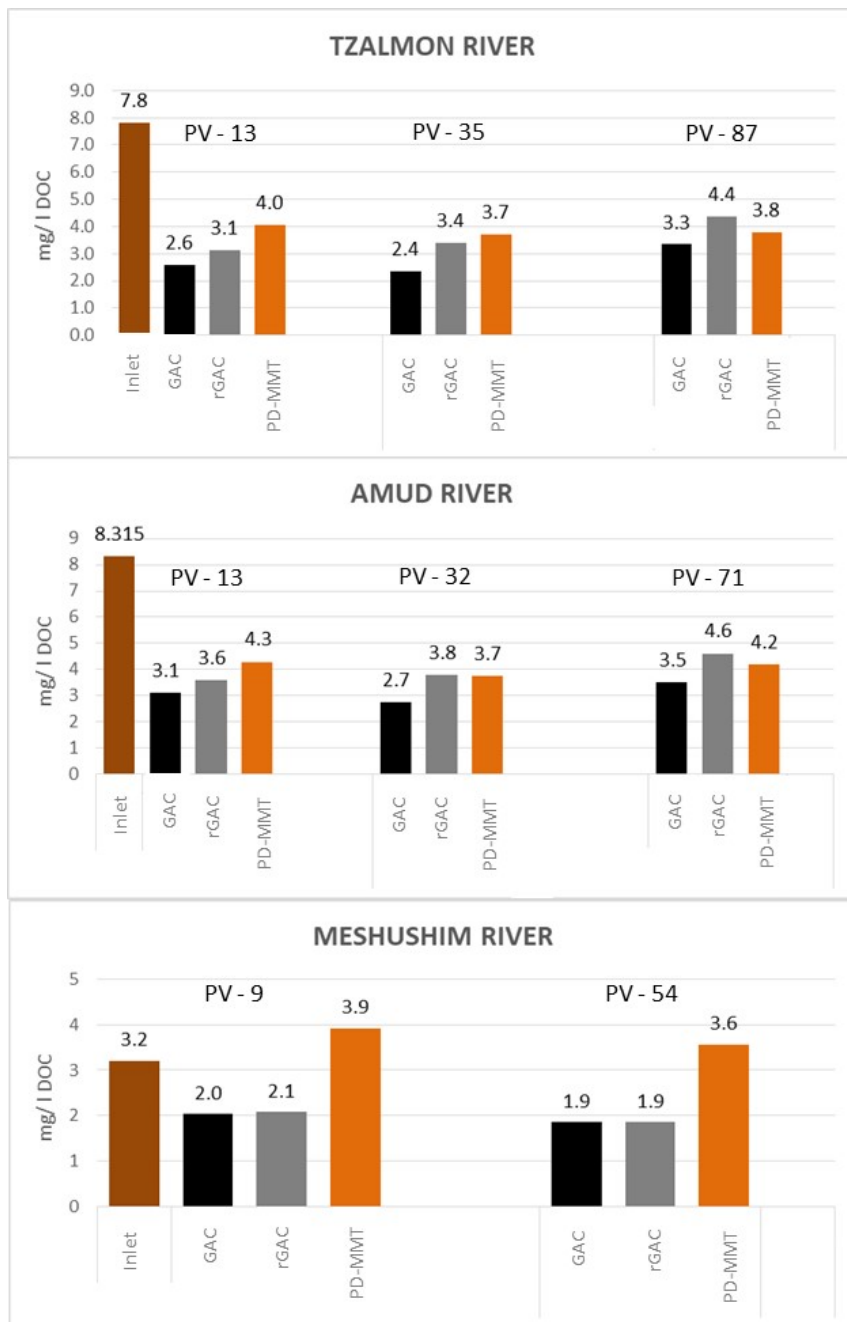 TZALMON RIVER
mg/ l DOC
9.0
8.0
7.0
6.0
5.0
4.0
3.0
2.0
1.0
0.0
PV - 13
PV - 35
PV - 87
7.8
2.6
3.1
4.0
2.4
3.4
3.7
3.3
4.4
3.8
Inlet
GAC
rGAC
PD-MMT
GAC
rGAC
PD-MMT
GAC
rGAC
PD-MMT
AMUD RIVER
mg/ l DOC
9
8
7
6
5
4
3
2
1
0
PV - 13
PV - 32
PV - 71
8.315
3.1
3.6
4.3
2.7
3.8
3.7
3.5
4.6
4.2
Inlet
GAC
rGAC
PD-MMT
GAC
rGAC
PD-MMT
GAC
rGAC
PD-MMT
MESHUSHIM RIVER
mg/ l DOC
5
4
3
2
1
0
PV - 9
PV - 54
3.2
2.0
2.1
3.9
1.9
1.9
3.6
Inlet
GAC
rGAC
PD-MMT
GAC
rGAC
PD-MMT